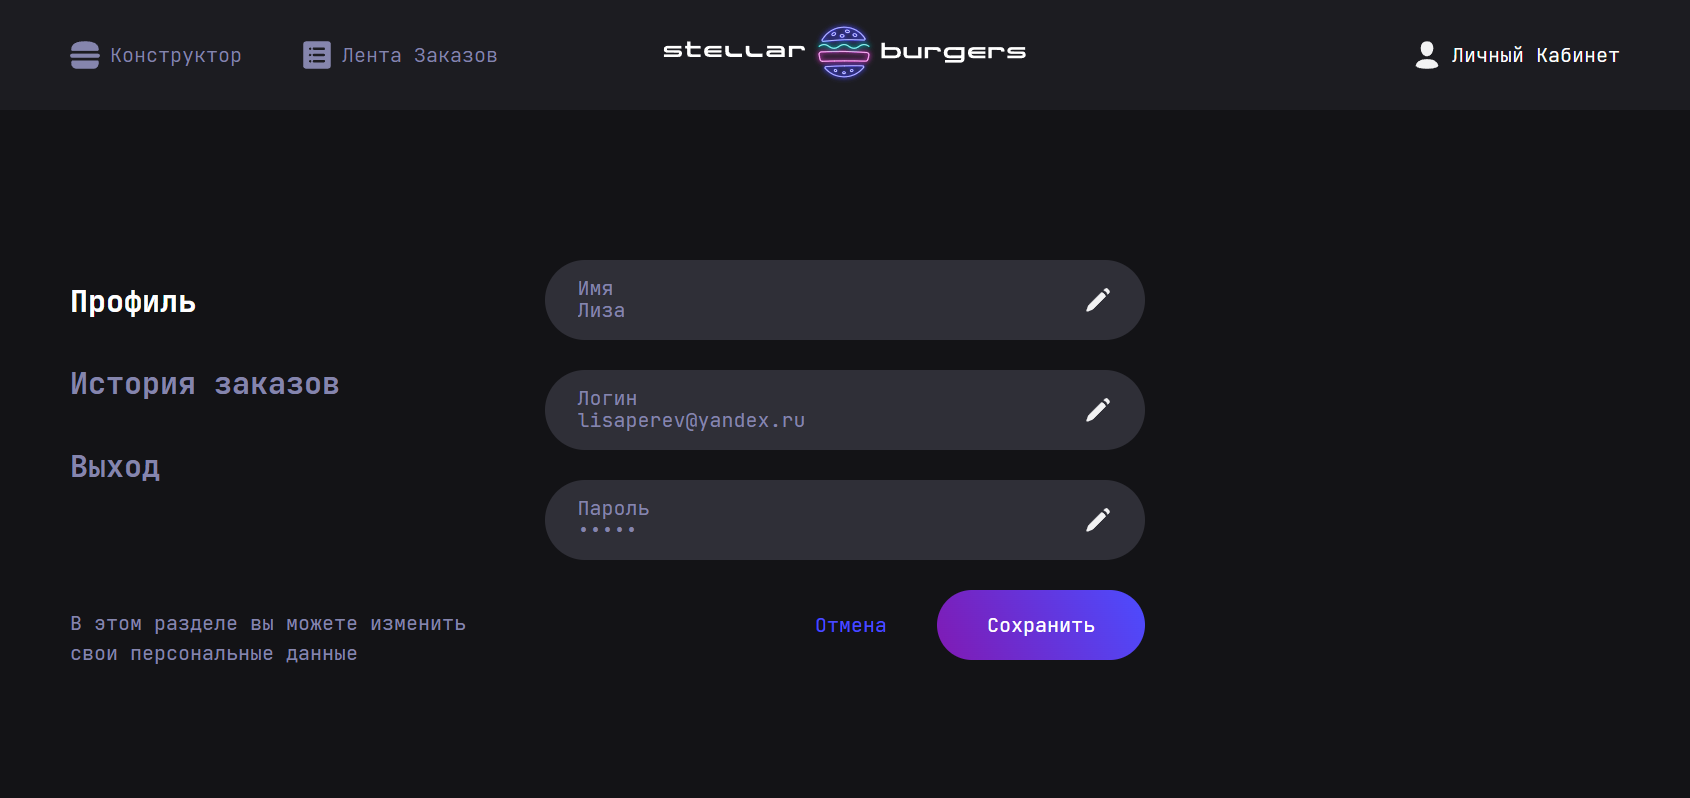 Конструктор
Лента Заказов
stellar burgers
Личный Кабинет
Профиль
История заказов
Выход
В этом разделе вы можете изменить
свои персональные данные
Имя
Лиза
Логин
lisaperev@yandex.ru
Пароль
•••••
Отмена
Сохранить